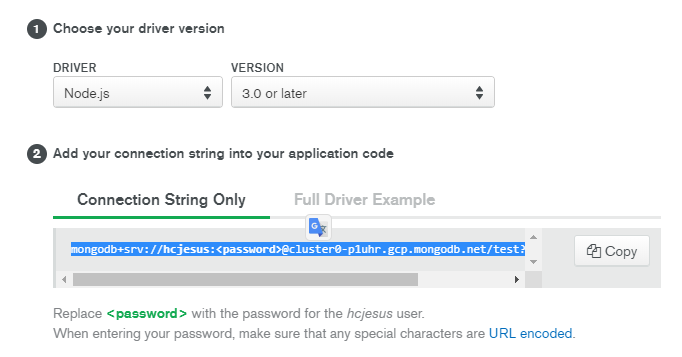 1 Choose your driver version
DRIVER VERSION
Node.js 3.0 or later
2 Add your connection string into your application code
Connection String Only Full Driver Example
mongodb+srv://hcjesus:<password>@cluster0-p1uhr.gcp.mongodb.net/test?
Copy
Replace <password> with the password for the hcjesus user.
When entering your password, make sure that any special characters are URL encoded.